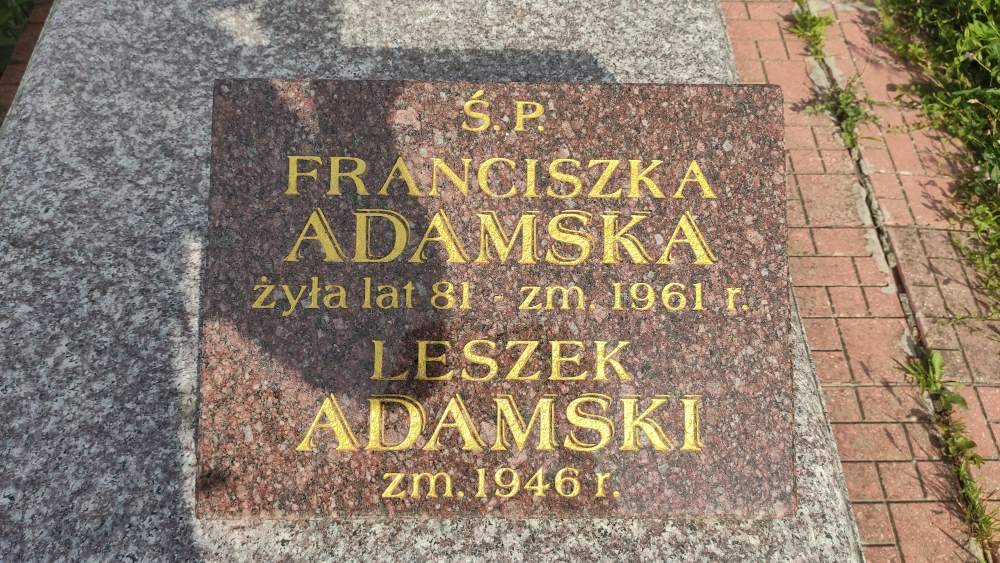 Ś.P.
FRANCISZKA
ADAMSKA
żyła lat 81 - zm. 1961 r.
LESZEK
ADAMSKI
zm. 1946 r.